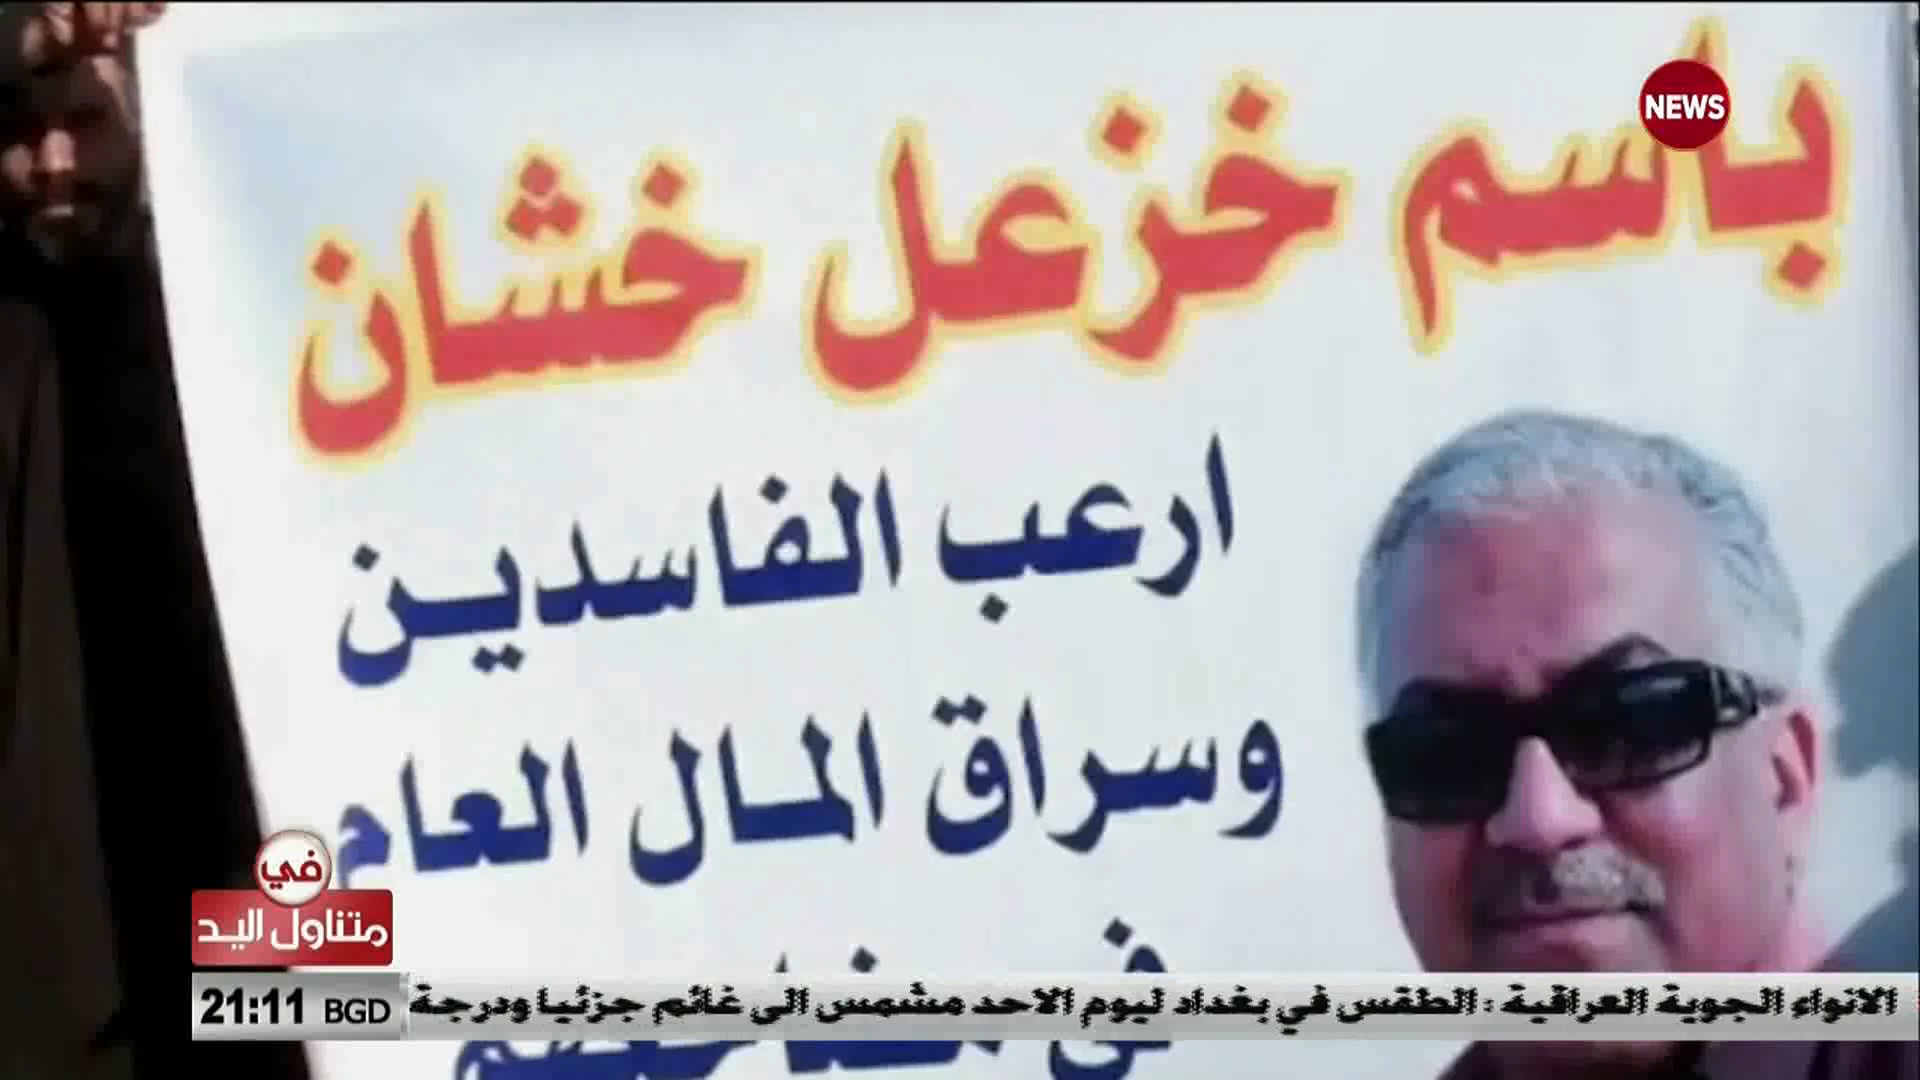 NEWS
باسم خزعل خشان
ارعب الفاسدين
وسراق المال العام
في
في
متناول اليد
21:11 BGD
الانواء الجوية العراقية : الطقس في بغداد ليوم الاحد مشمس الى غائم جزئيا ودرجة